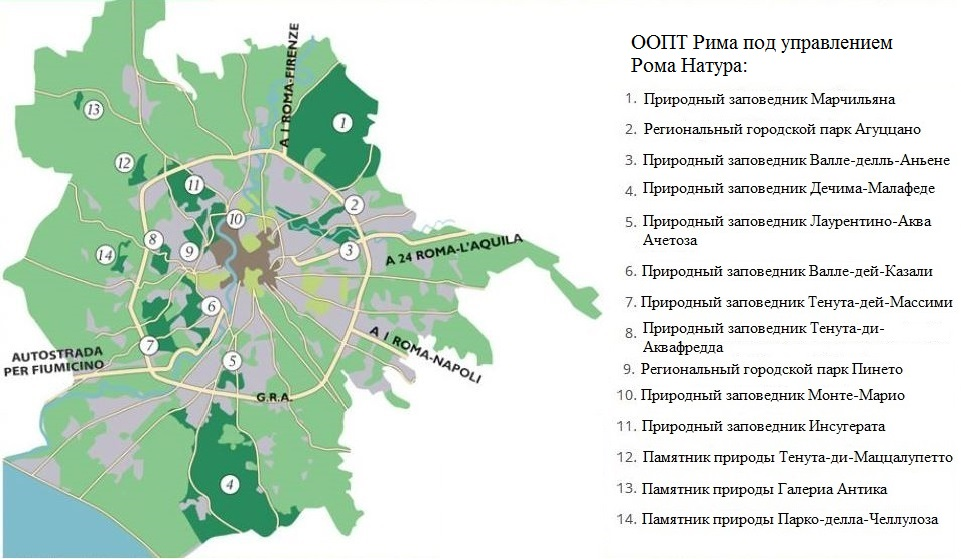 ООПТ Рима под управлением
Рома Натура:
1. Природный заповедник Марчильяна
2. Региональный городской парк Агуццано
3. Природный заповедник Валле-делль-Аньене
4. Природный заповедник Дечима-Малафеде
5. Природный заповедник Лаурентино-Аква
Ачетоза
6. Природный заповедник Валле-дей-Казали
7. Природный заповедник Тенута-дей-Массими
8. Природный заповедник Тенута-ди-
Аквафредда
9. Региональный городской парк Пинето
10. Природный заповедник Монте-Марио
11. Природный заповедник Инсугерата
12. Памятник природы Тенута-ди-Маццалупетто
13. Памятник природы Галериа Антика
14. Памятник природы Парко-делла-Челлулоза
A 1 ROMA-FIRENZE
13
1
12
11
2
10
14
8
9
3
A 24 ROMA-L'AQUILA
6
A 1 ROMA-NAPOLI
7
AUTOSTRADA
PER FIUMICINO
5
G.R.A.
4